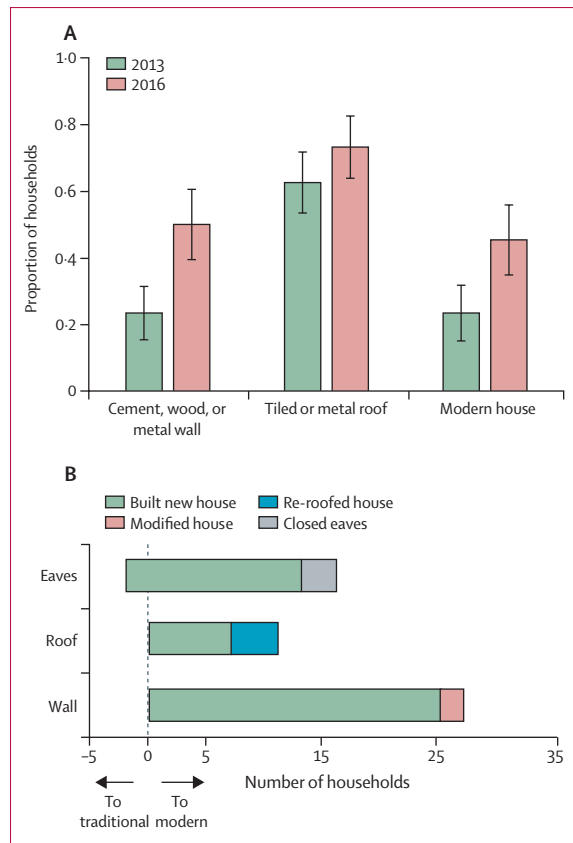 A
1·0
2013
2016
0·8
0·6
0·4
0·2
0
Proportion of households
Cement, wood, or
metal wall
Tiled or metal roof
Modern house
B
Built new house
Re-roofed house
Modified house
Closed eaves
Eaves
Roof
Wall
–5
0
5
15
25
35
Number of households
To
traditional
To
modern